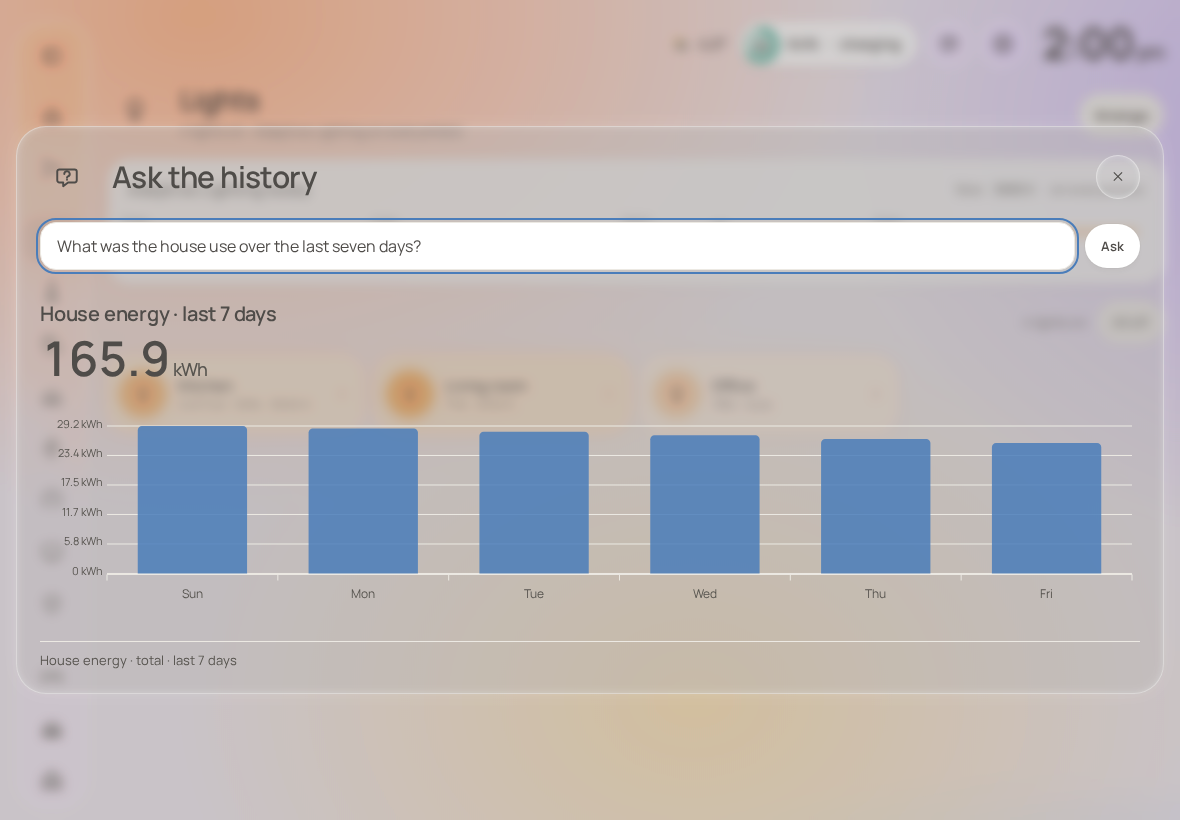 2:00
Lights
Ask the history
What was the house use over the last seven days?
Ask
House energy · last 7 days
165.9 kWh
29.2 kWh
23.4 kWh
17.5 kWh
11.7 kWh
5.8 kWh
0 kWh
Sun Mon Tue Wed Thu Fri
House energy · total · last 7 days